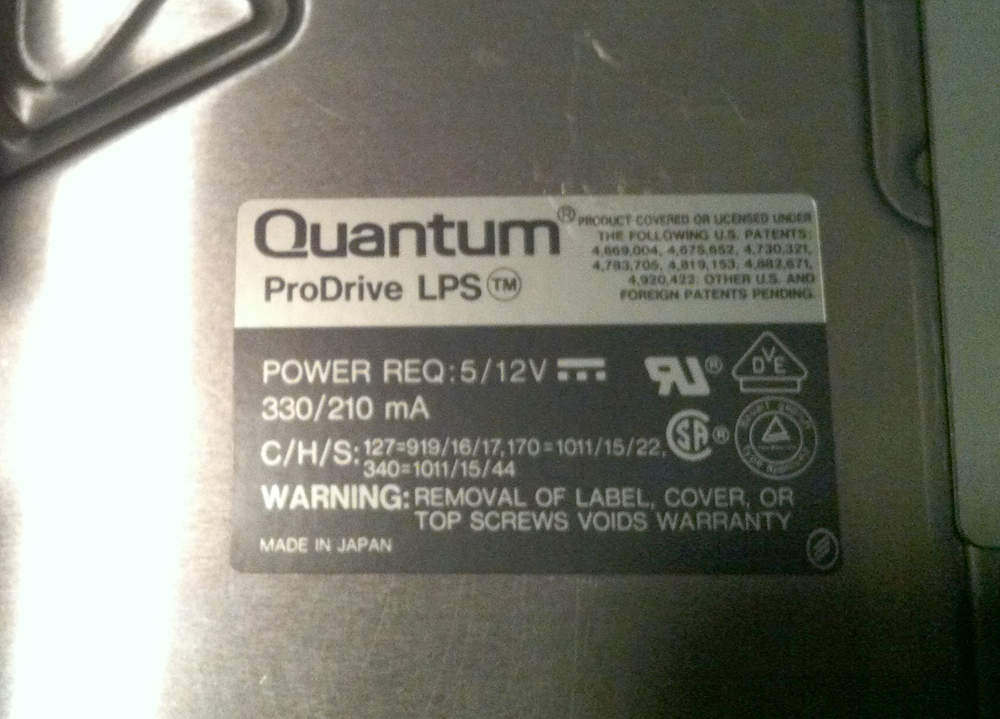 Quantum®
ProDrive LPS™
PRODUCT COVERED OR LICENSED UNDER
THE FOLLOWING U.S. PATENTS:
4,669,004, 4,675,652, 4,730,321,
4,783,705, 4,819,153, 4,882,671,
4,920,422. OTHER U.S. AND
FOREIGN PATENTS PENDING.
POWER REQ:5/12V
330/210 mA
C/H/S: 127=919/16/17, 170=1011/15/22,
340=1011/15/44
WARNING: REMOVAL OF LABEL, COVER, OR
TOP SCREWS VOIDS WARRANTY
MADE IN JAPAN
®
DVE
SA ®